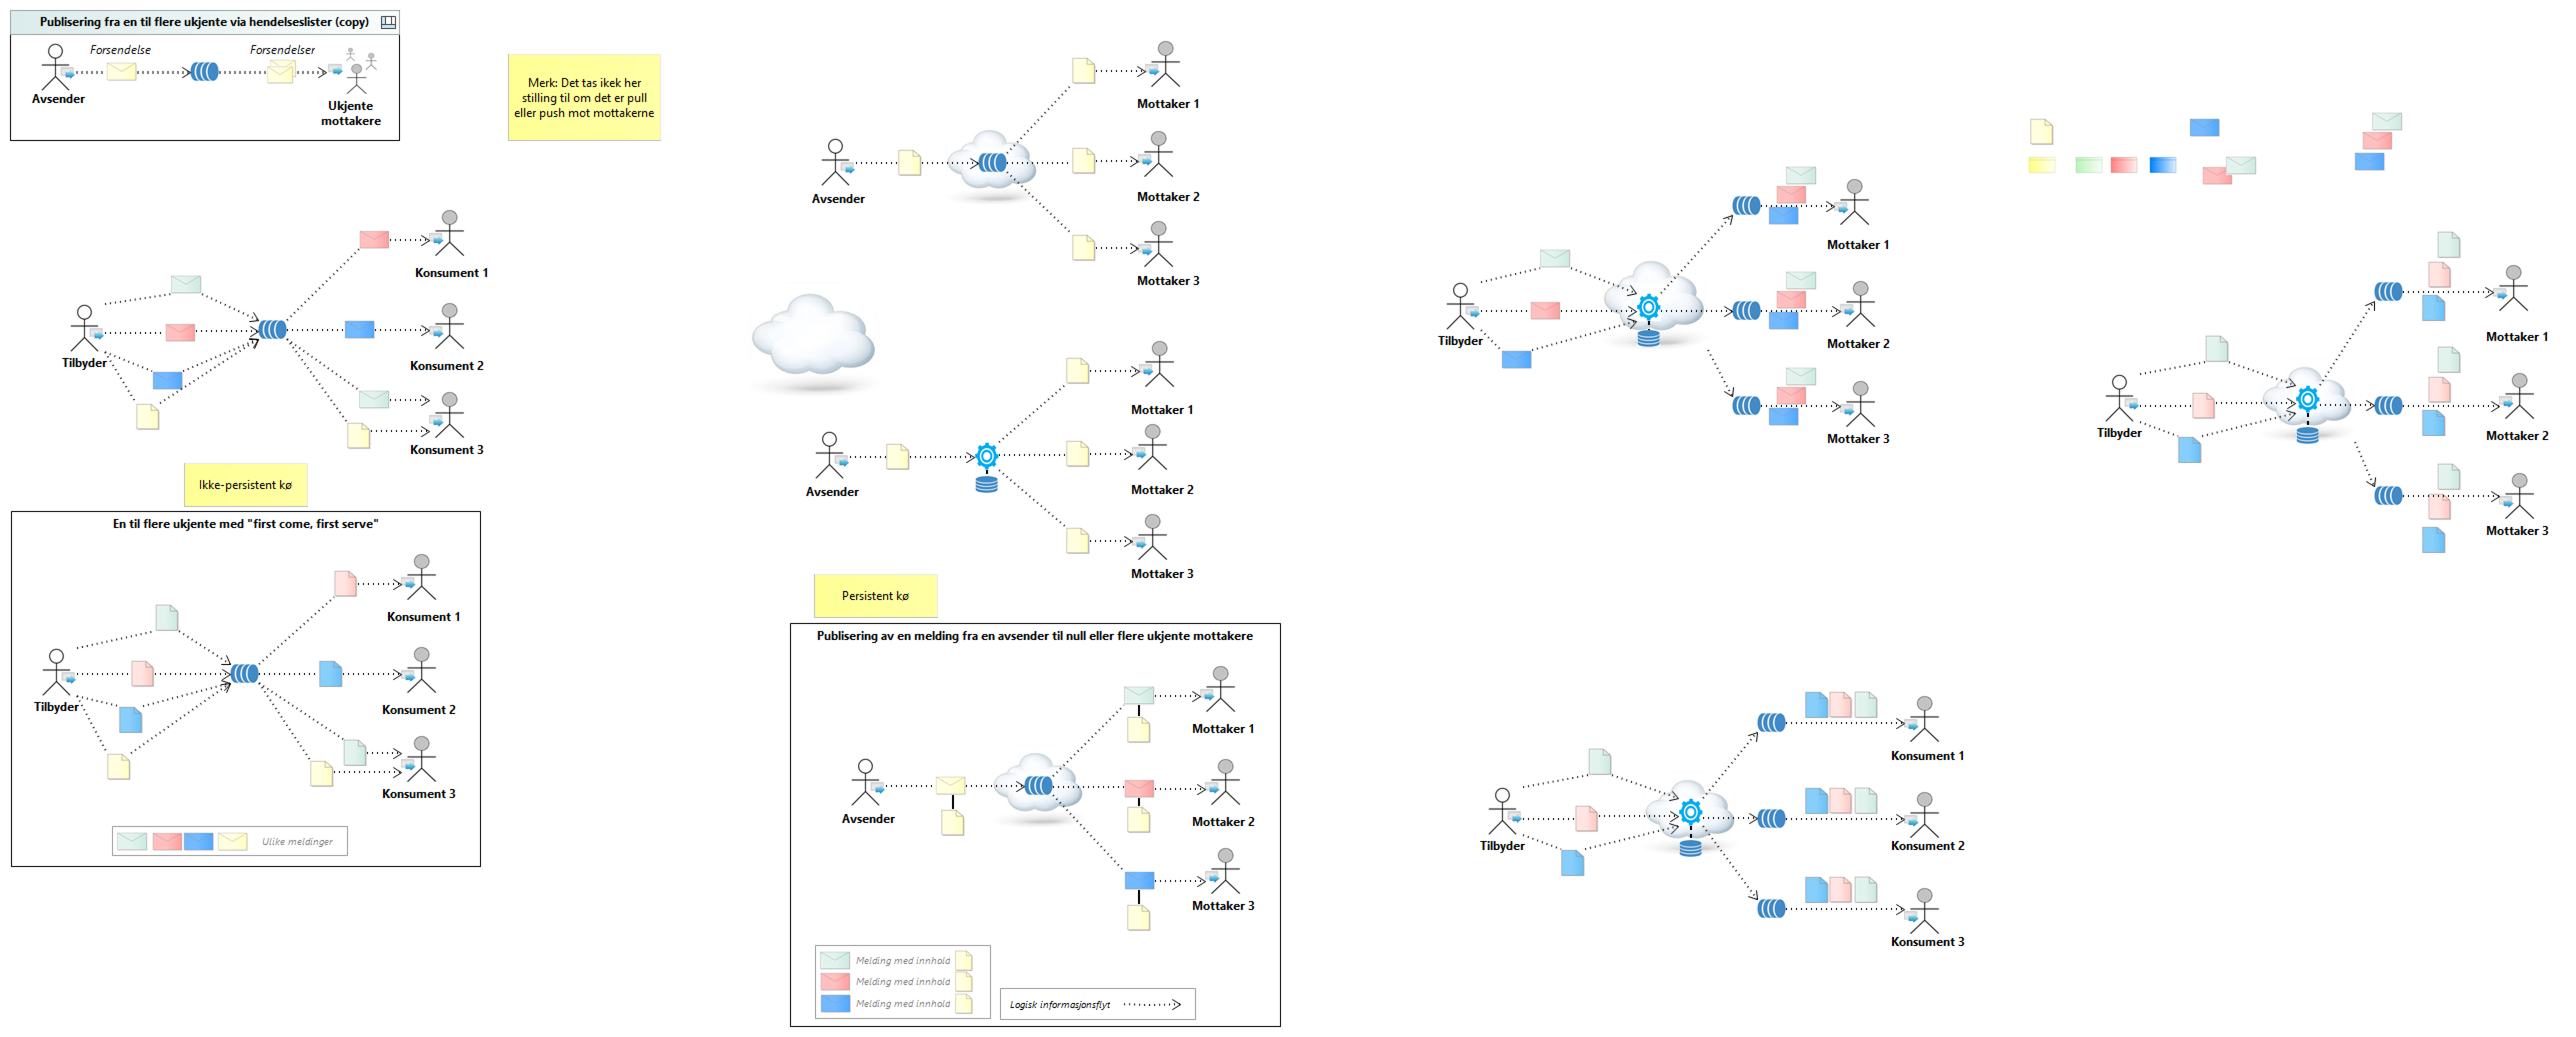 Publisering fra en til flere ukjente via hendelseslister (copy)
Forsendelse
Forsendelser
Avsender
Ukjente
mottakere
Merk: Det tas ikek her
stilling til om det er pull
eller push mot mottakerne
Konsument 1
Konsument 2
Konsument 3
Tilbyder
Ikke-persistent kø
En til flere ukjente med "first come, first serve"
Konsument 1
Konsument 2
Konsument 3
Tilbyder
Ulike meldinger
Mottaker 1
Mottaker 2
Mottaker 3
Avsender
Mottaker 1
Mottaker 2
Mottaker 3
Avsender
Persistent kø
Publisering av en melding fra en avsender til null eller flere ukjente mottakere
Mottaker 1
Mottaker 2
Mottaker 3
Avsender
Melding med innhold
Melding med innhold
Melding med innhold
Logisk informasjonsflyt
Mottaker 1
Mottaker 2
Mottaker 3
Tilbyder
Mottaker 1
Mottaker 2
Mottaker 3
Tilbyder
Konsument 1
Konsument 2
Konsument 3
Tilbyder